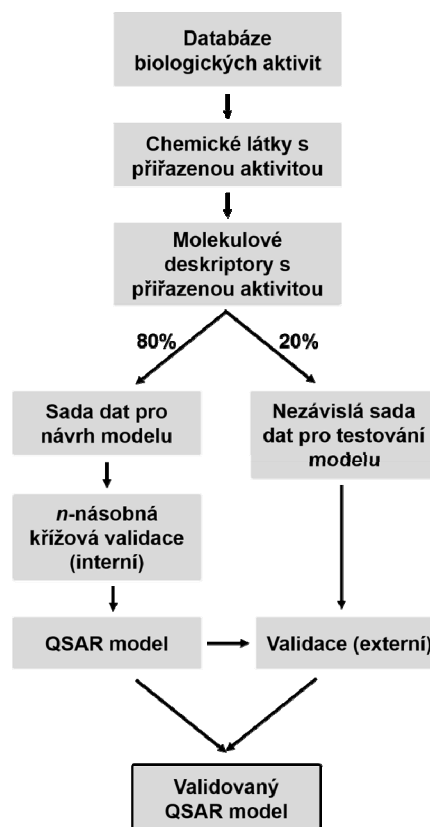 Databáze
biologických aktivit
Chemické látky s
přiřazenou aktivitou
Molekulové
deskriptory s
přiřazenou aktivitou
80%
20%
Sada dat pro
návrh modelu
Nezávislá sada
dat pro testování
modelu
n-násobná
křížová validace
(interní)
QSAR model
Validace (externí)
Validovaný
QSAR model